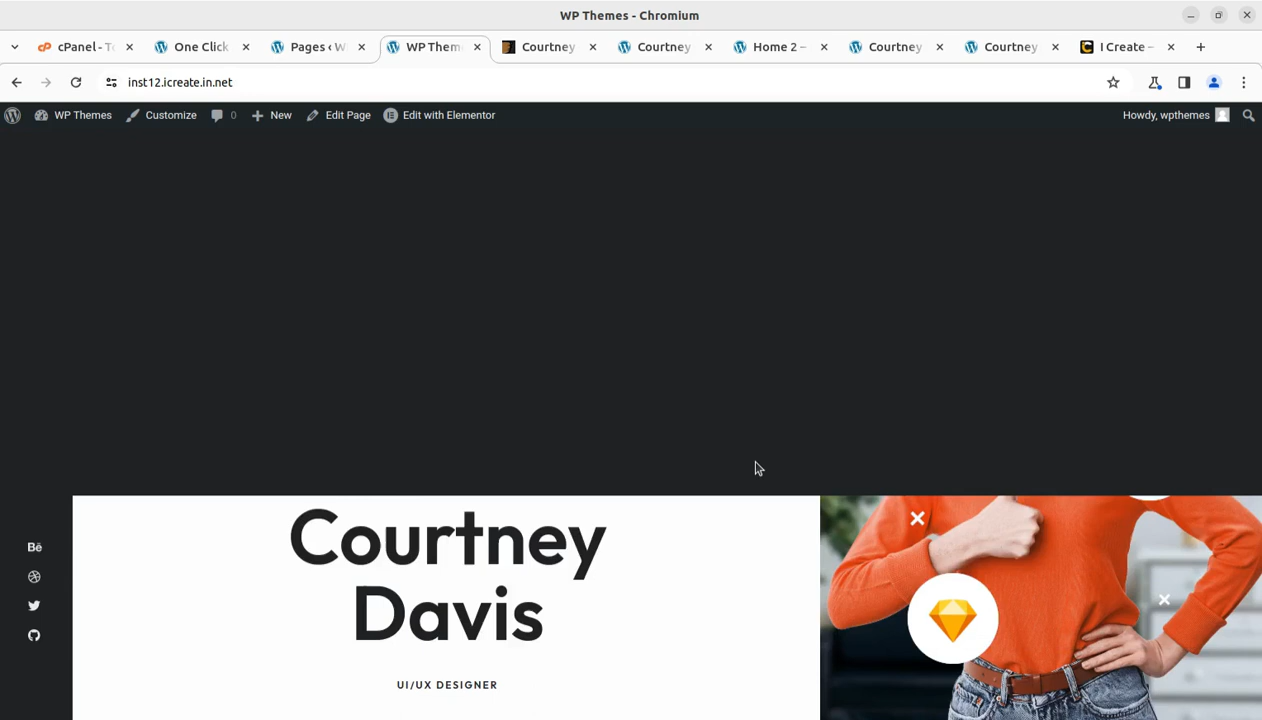 WP Themes - Chromium
cPanel - To
One Click
Pages ‹ W
WP Them
Courtney
Courtney
Home 2 –
Courtney
Courtney
I Create –
inst12.icreate.in.net
WP Themes
Customize
0
New
Edit Page
Edit with Elementor
Howdy, wpthemes
Bē
Courtney
Davis
UI/UX DESIGNER